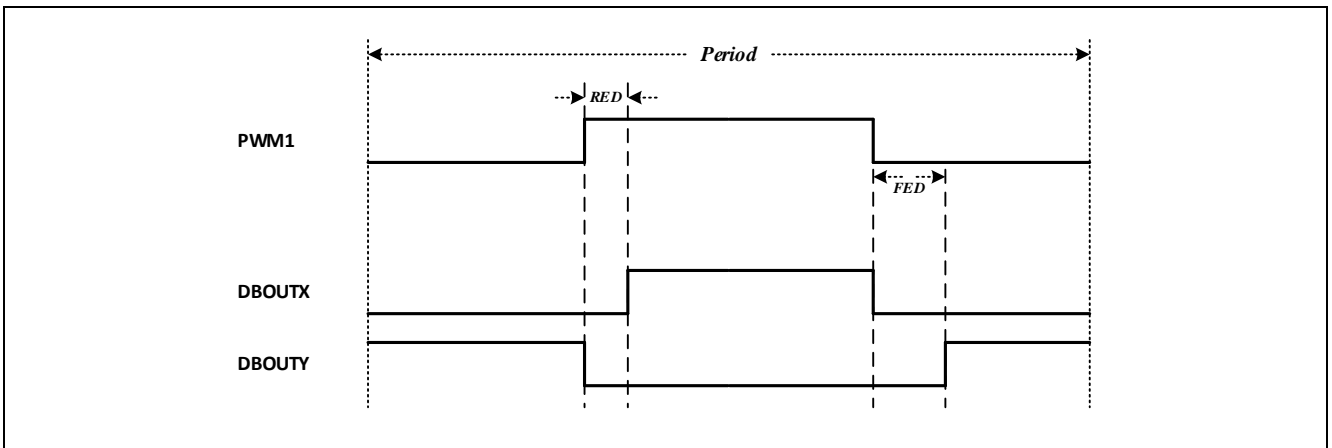 Period
RED
PWM1
FED
DBOUTX
DBOUTY